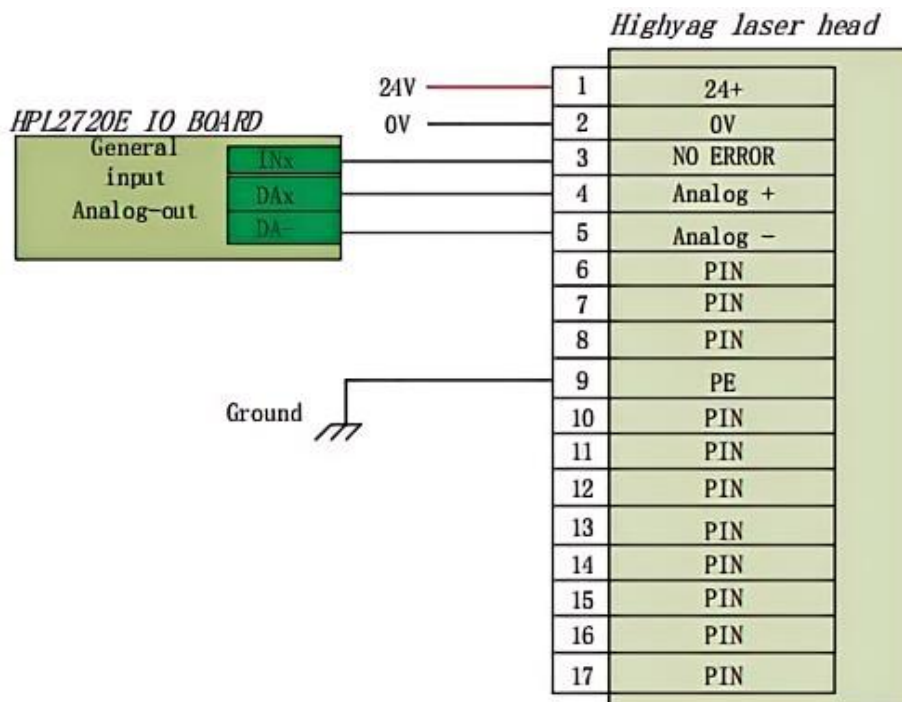 Highyag laser head
24V
0V
HPL2720E IO BOARD
General
input
Analog-out
INx
DAx
DA-
1 24+
2 0V
3 NO ERROR
4 Analog +
5 Analog -
6 PIN
7 PIN
8 PIN
9 PE
Ground
10 PIN
11 PIN
12 PIN
13 PIN
14 PIN
15 PIN
16 PIN
17 PIN